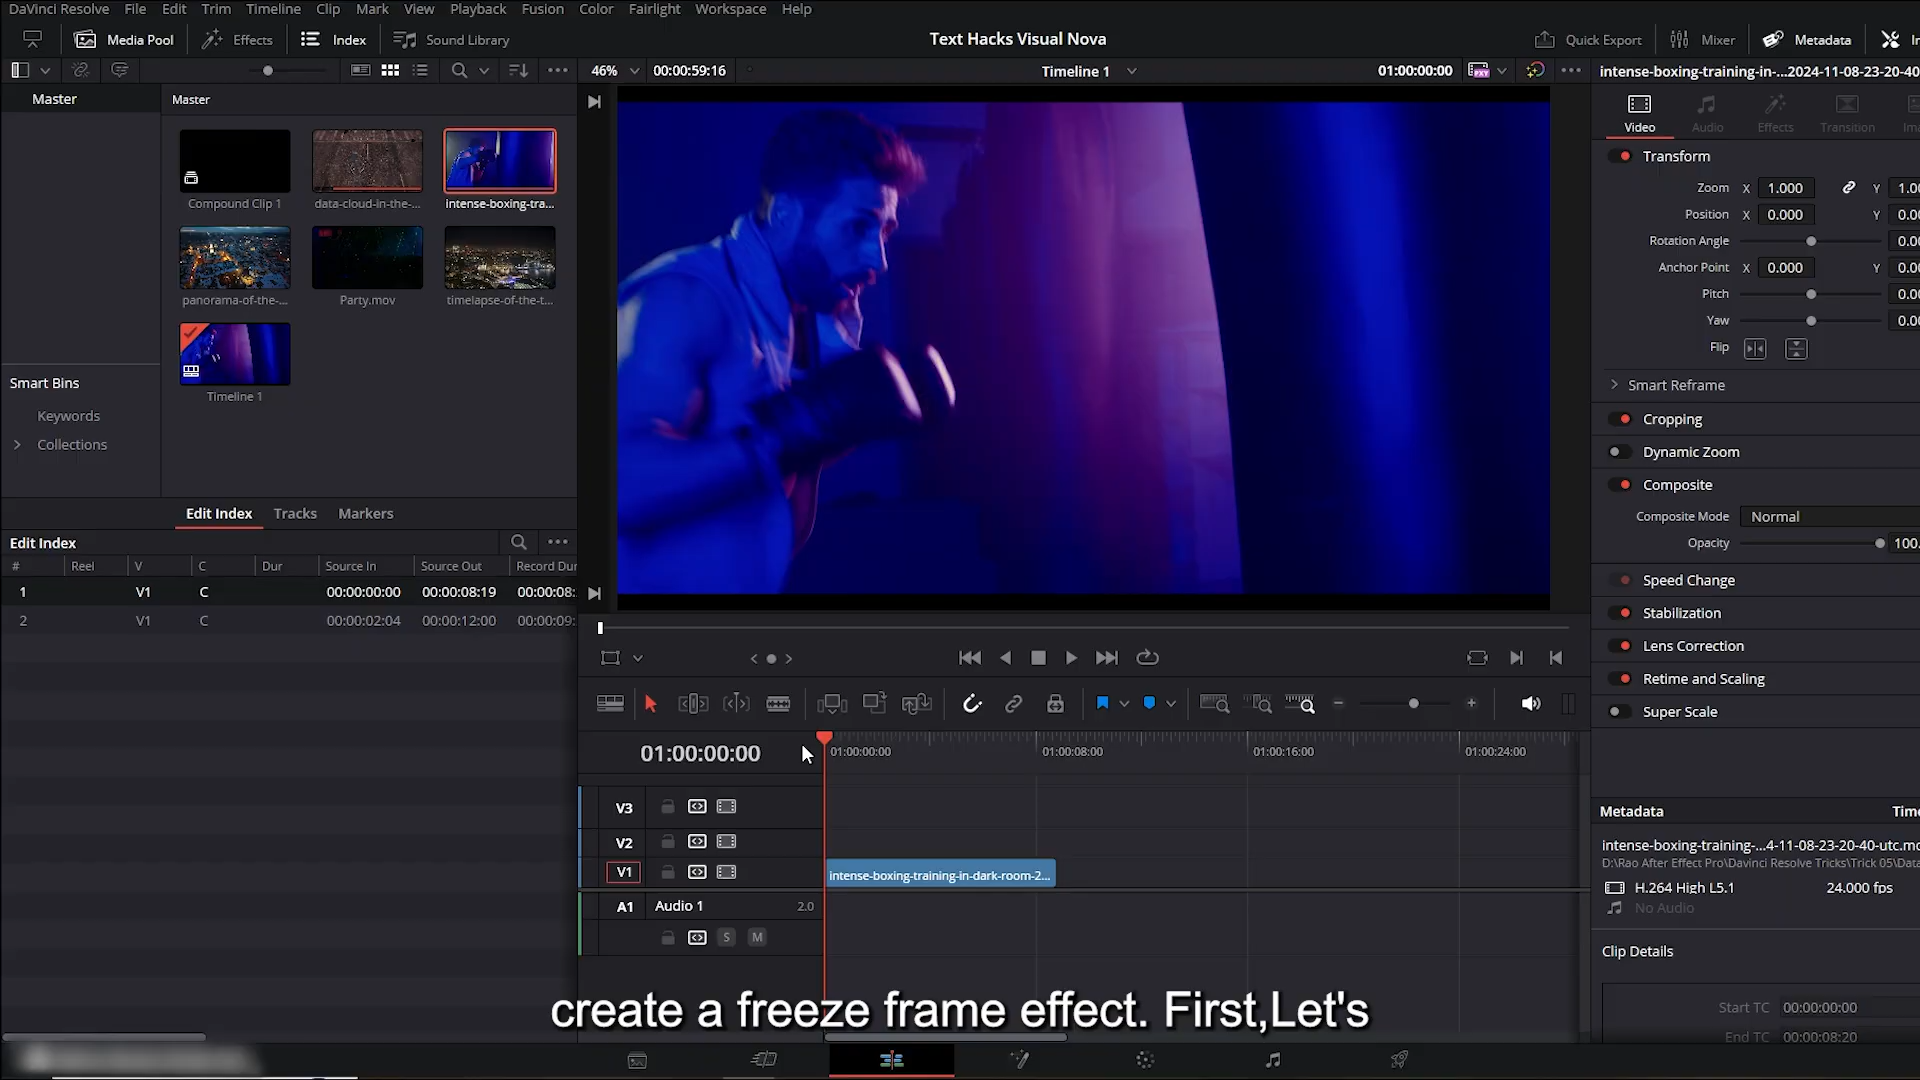 DaVinci Resolve File Edit Trim Timeline Clip Mark View Playback Fusion Color Fairlight Workspace Help
Media Pool Effects Index Sound Library Text Hacks Visual Nova Quick Export Mixer Metadata In
46% 00:00:59:16 Timeline 1 01:00:00:00 PXY intense-boxing-training-in-...2024-11-08-23-20-40
Master Master
Video Audio Effects Transition Ima
Compound Clip 1 data-cloud-in-the-... intense-boxing-tra...
panorama-of-the-... Party.mov timelapse-of-the-t...
Timeline 1
Smart Bins
Keywords
Collections
Transform
Zoom X 1.000 Y 1.00
Position X 0.000 Y 0.00
Rotation Angle 0.00
Anchor Point X 0.000 Y 0.00
Pitch 0.00
Yaw 0.00
Flip
Smart Reframe
Cropping
Dynamic Zoom
Composite
Composite Mode Normal
Opacity 100.
Speed Change
Stabilization
Lens Correction
Retime and Scaling
Super Scale
Edit Index Tracks Markers
Edit Index
# Reel V C Dur Source In Source Out Record Dur
1 V1 C 00:00:00:00 00:00:08:19 00:00:08:
2 V1 C 00:00:02:04 00:00:12:00 00:00:09:
01:00:00:00 01:00:00:00 01:00:08:00 01:00:16:00 01:00:24:00
V3
V2
V1 intense-boxing-training-in-dark-room-2...
A1 Audio 1 2.0
S M
Metadata Time
intense-boxing-training-...4-11-08-23-20-40-utc.mo
D:\Rao After Effect Pro\Davinci Resolve Tricks\Trick 05\Data
H.264 High L5.1 24.000 fps
No Audio
Clip Details
Start TC 00:00:00:00
End TC 00:00:08:20
create a freeze frame effect. First,Let's